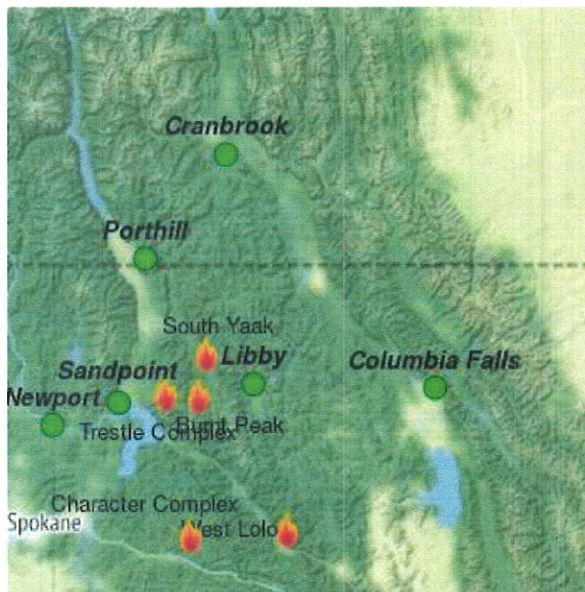 Cranbrook
Porthill
South Yaak
Libby
Columbia Falls
Sandpoint
Newport
Burnt Peak
Trestle Complex
Character Complex
West Lolo
Spokane